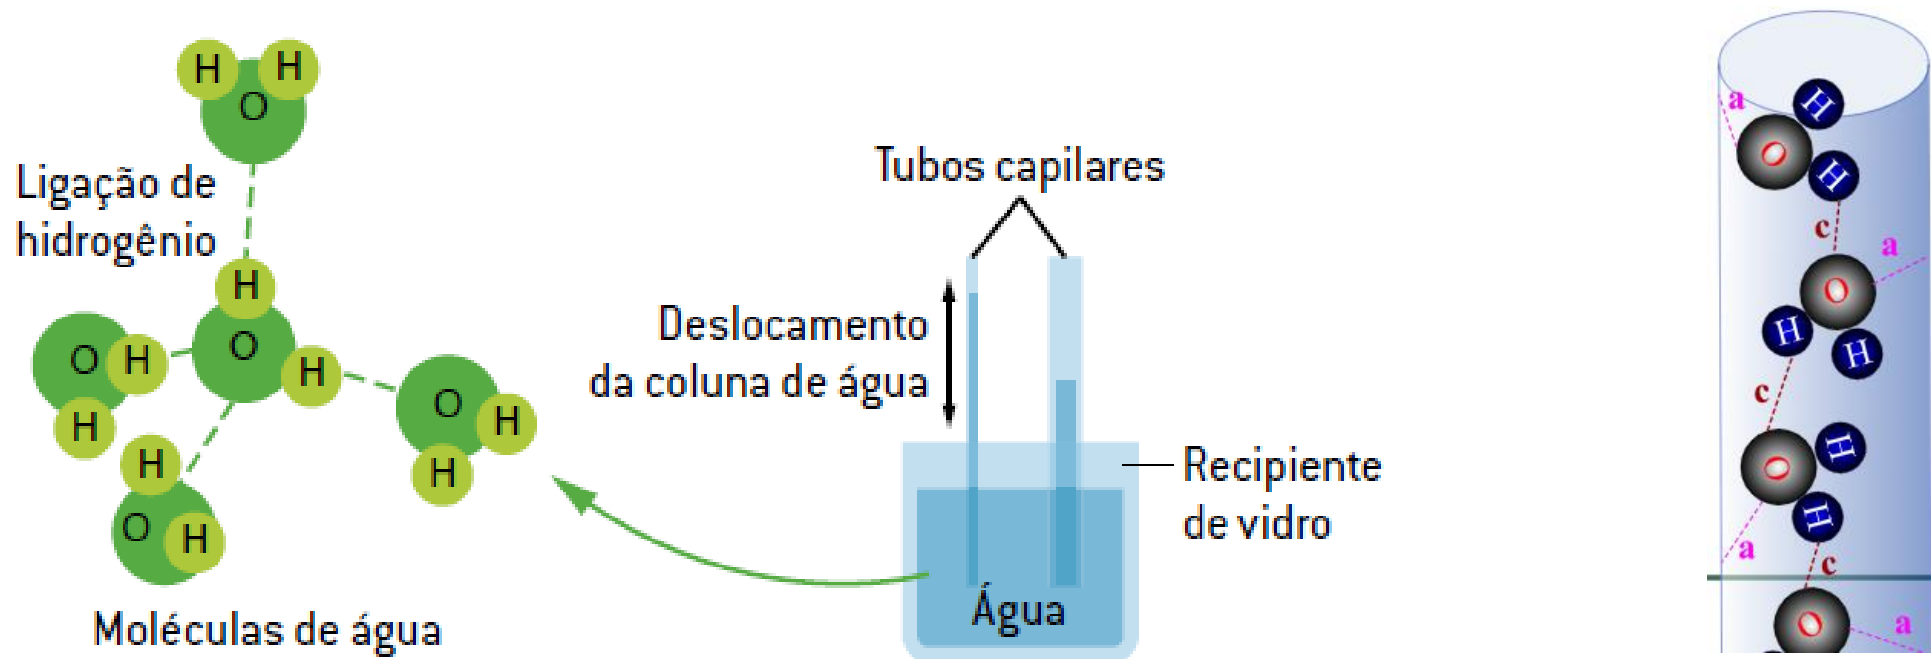 H H
O
Ligação de
hidrogênio
H
O H
O
H
H
O
H
H
H
O
H
Moléculas de água
Tubos capilares
Deslocamento
da coluna de água
Recipiente
de vidro
Água
a
H
O
H
c
a
O
H
H
c
H
O
H
a
c
O
a